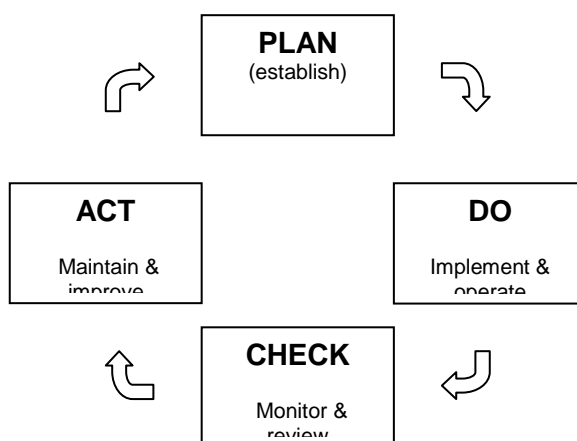 PLAN
(establish)
ACT
Maintain &
improve
DO
Implement &
operate
CHECK
Monitor &
review